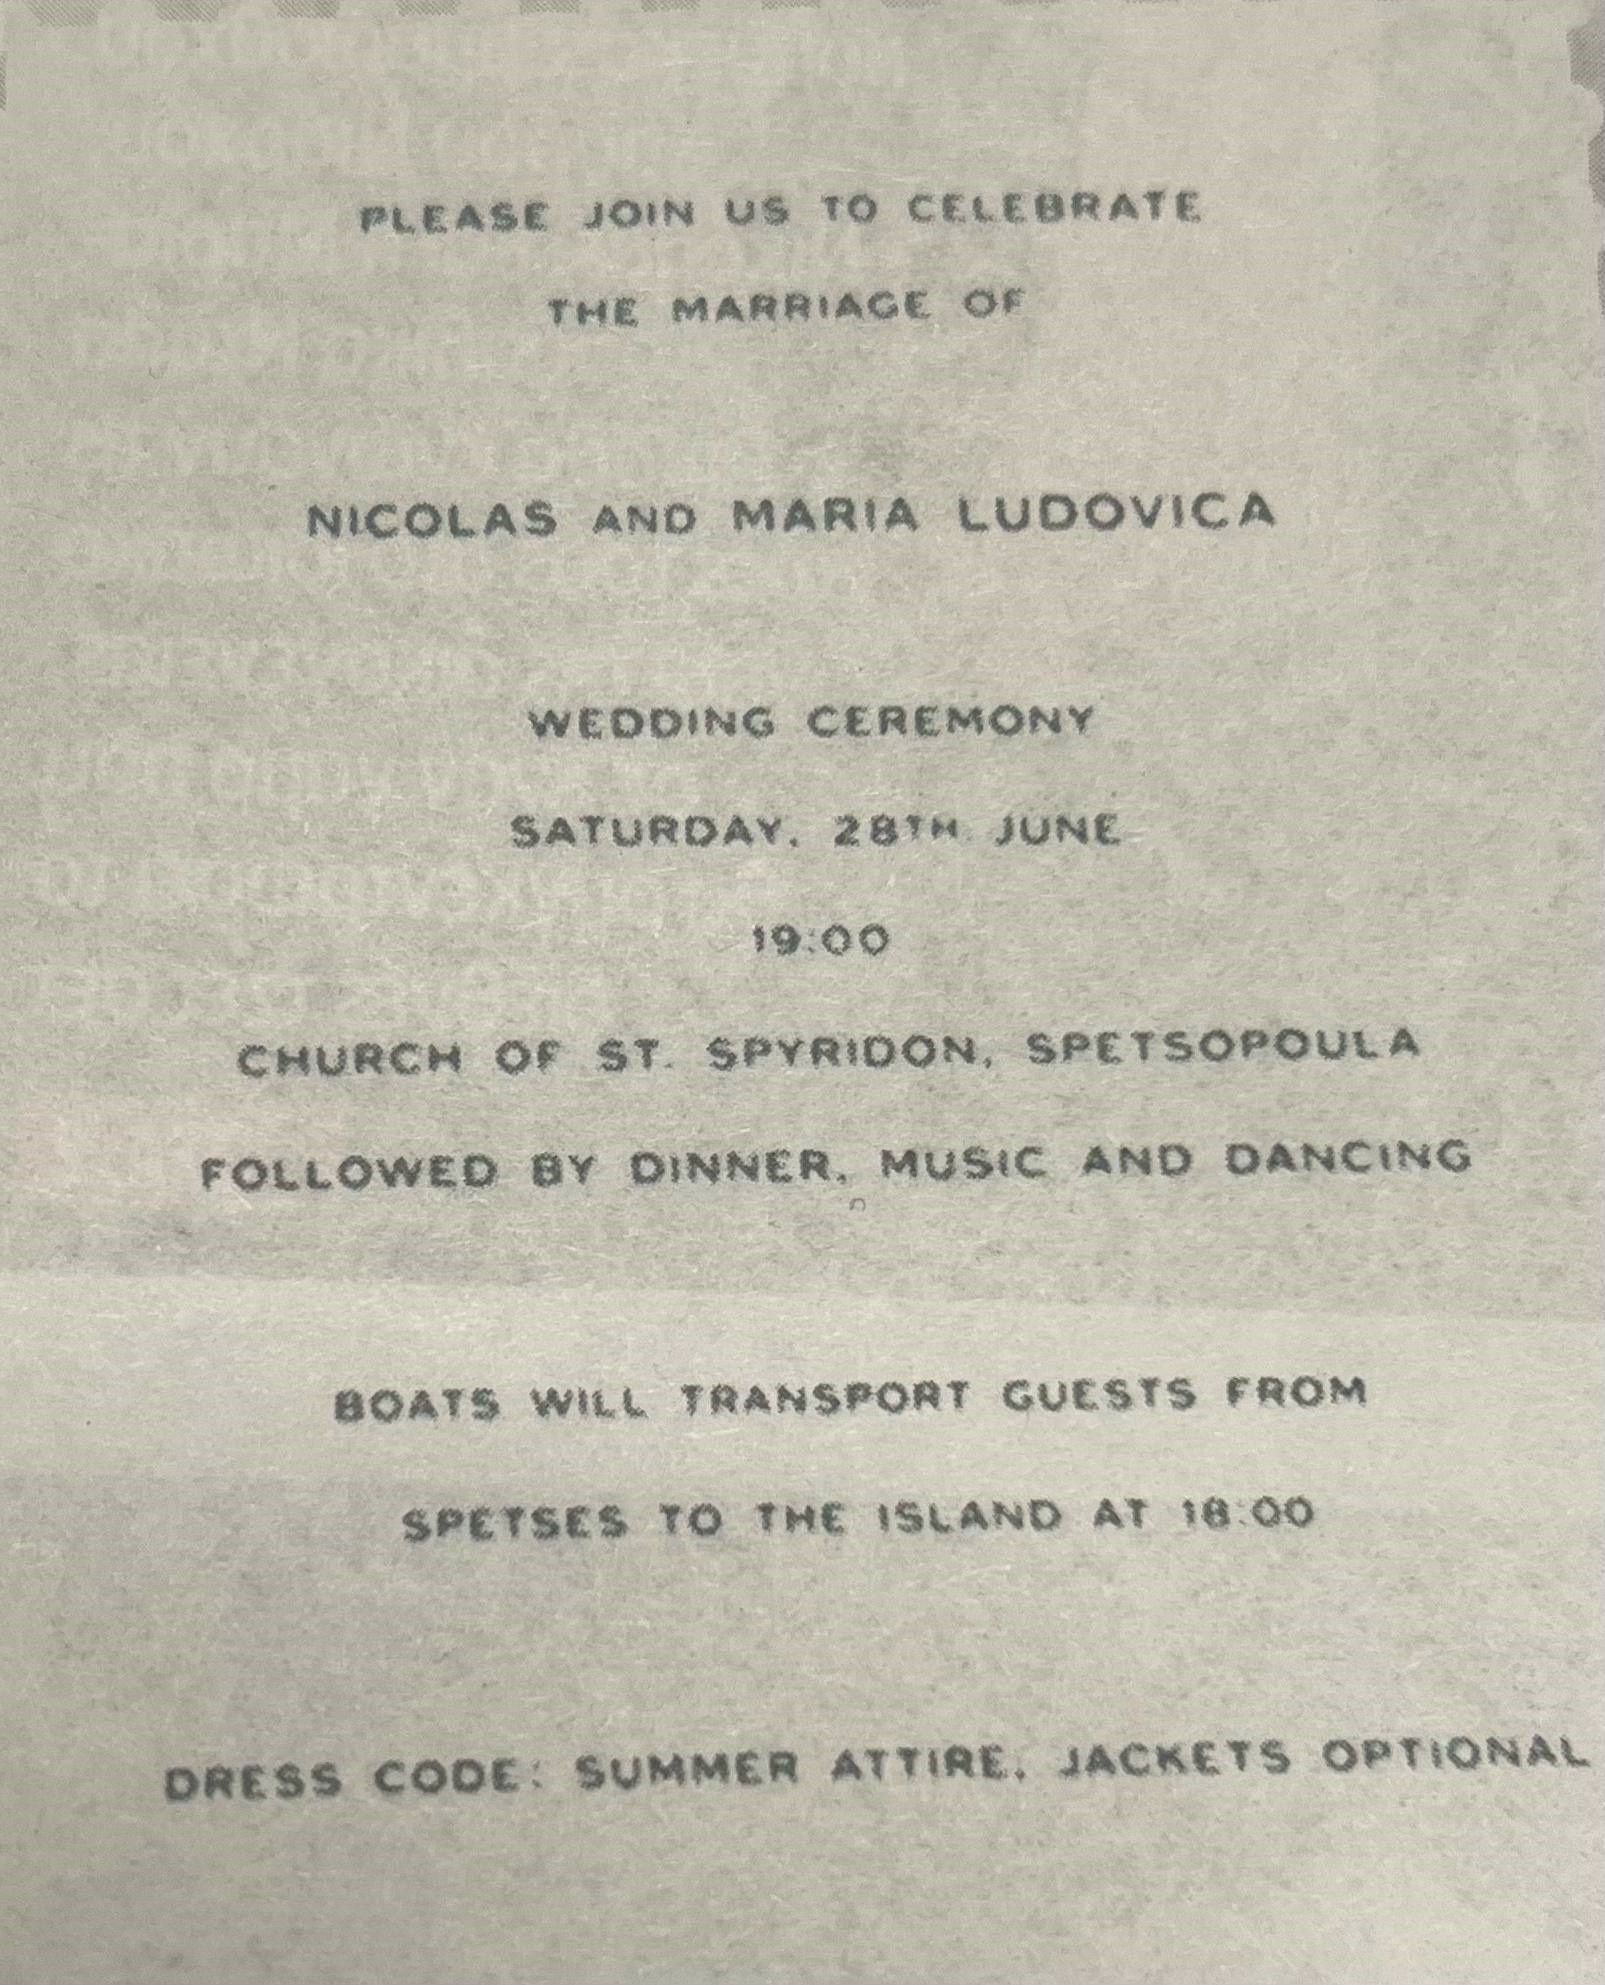 PLEASE JOIN US TO CELEBRATE
THE MARRIAGE OF
NICOLAS AND MARIA LUDOVICA
WEDDING CEREMONY
SATURDAY, 28TH JUNE
19:00
CHURCH OF ST. SPYRIDON, SPETSOPOULA
FOLLOWED BY DINNER, MUSIC AND DANCING
BOATS WILL TRANSPORT GUESTS FROM
SPETSES TO THE ISLAND AT 18:00
DRESS CODE: SUMMER ATTIRE, JACKETS OPTIONAL